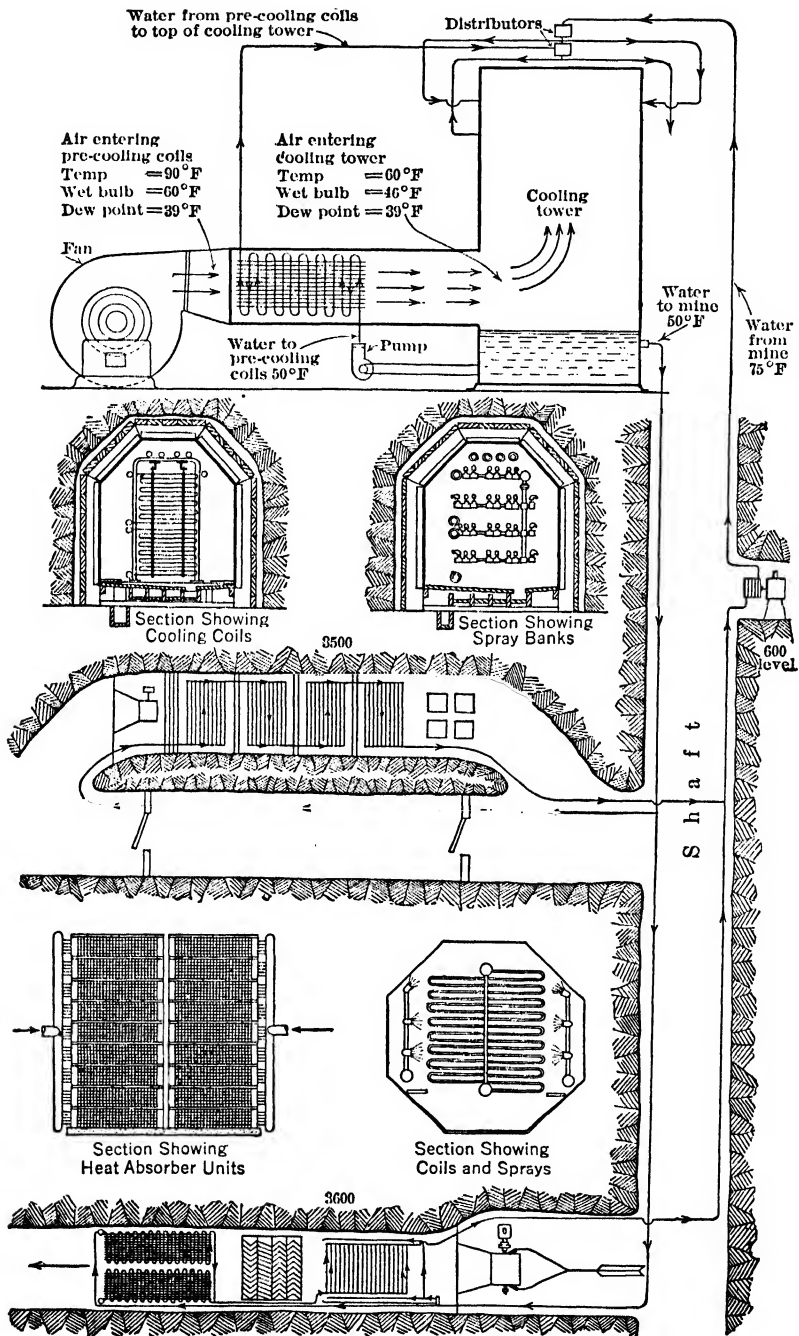 Water from pre-cooling coils
to top of cooling tower
Distributors
Air entering
pre-cooling coils
Temp =90°F
Wet bulb =60°F
Dew point =39°F
Air entering
cooling tower
Temp =60°F
Wet bulb =46°F
Dew point =39°F
Cooling
tower
Fan
Water to
pre-cooling
coils 50°F
Pump
Water
to mine
50°F
Water
from
mine
75°F
Section Showing
Cooling Coils
Section Showing
Spray Banks
600
level
3500
Shaft
Section Showing
Heat Absorber Units
Section Showing
Coils and Sprays
3600